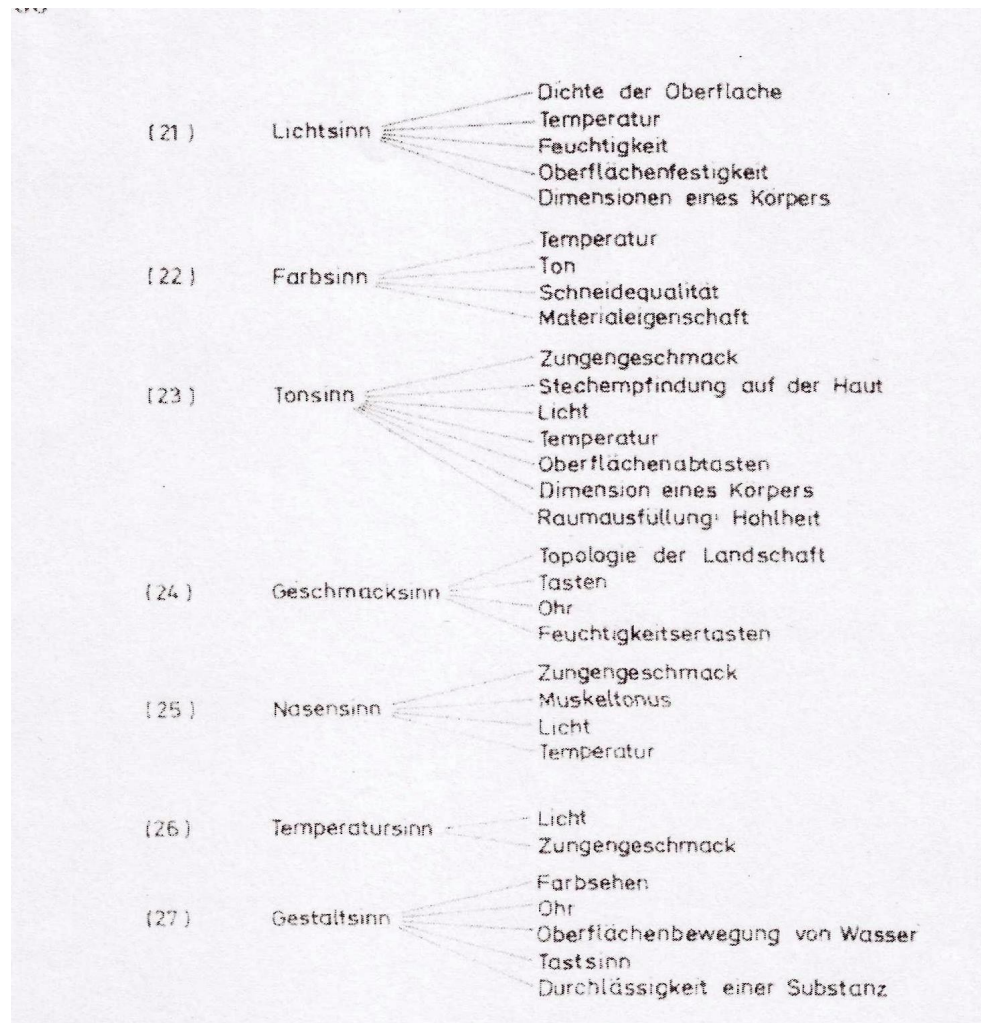 Dichte der Oberflache
(21) Lichtsinn
Temperatur
Feuchtigkeit
Oberflächenfestigkeit
Dimensionen eines Körpers
Temperatur
(22) Farbsinn
Ton
Schneidequalität
Materialeigenschaft
Zungengeschmack
(23) Tonsinn
Stechempfindung auf der Haut
Licht
Temperatur
Oberflächenabtasten
Dimension eines Körpers
Raumausfüllung: Hohlheit
Topologie der Landschaft
(24) Geschmacksinn
Tasten
Ohr
Feuchtigkeitsertasten
Zungengeschmack
(25) Nasensinn
Muskeltonus
Licht
Temperatur
(26) Temperatursinn
Licht
Zungengeschmack
Farbsehen
(27) Gestaltsinn
Ohr
Oberflächenbewegung von Wasser
Tastsinn
Durchlässigkeit einer Substanz